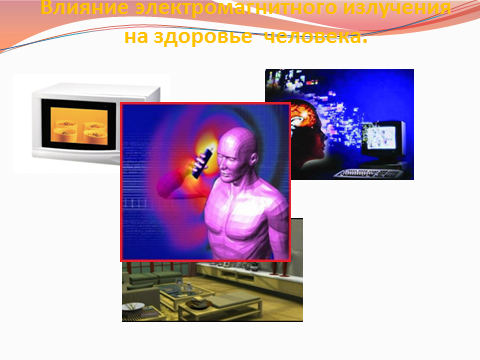 Влияние электромагнитного излучения
на здоровье человека.